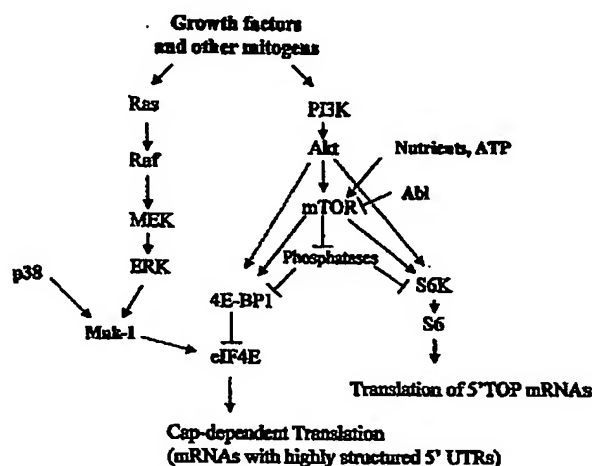 Growth factors
and other mitogens
Ras
PI3K
Raf
Akt
Nutrients, ATP
mTOR
Abl
MEK
Phosphatases
p38
ERK
4E-BP1
S6K
Mnk-1
eIF4E
S6
Translation of 5'TOP mRNAs
Cap-dependent Translation
(mRNAs with highly structured 5' UTRs)